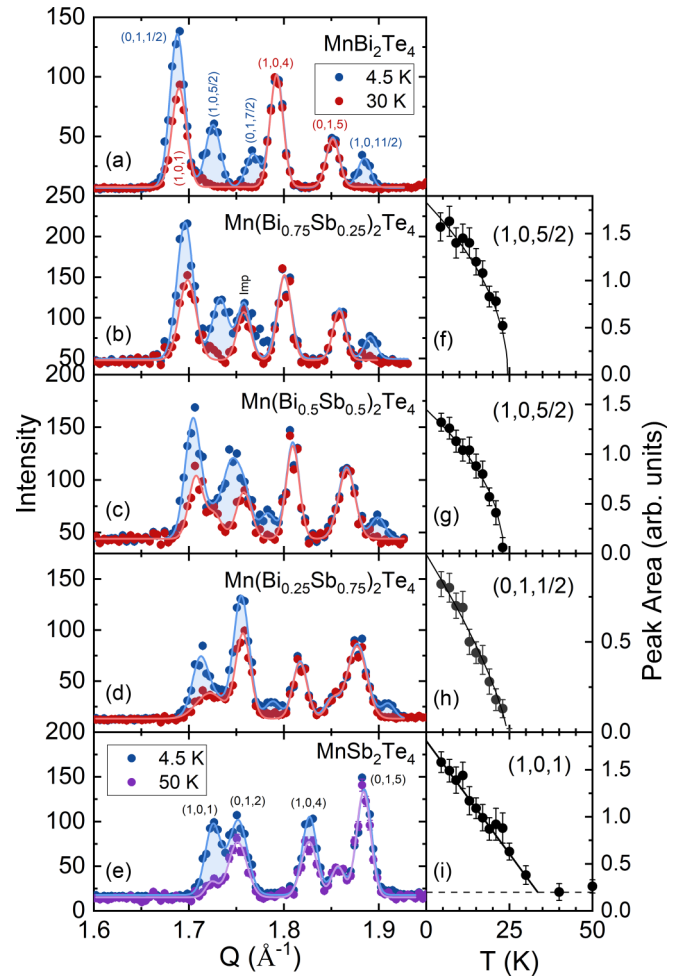 150
100
50
250
MnBi2Te4
4.5 K
30 K
(0,1,1/2)
(1,0,1)
(1,0,5/2)
(0,1,7/2)
(1,0,4)
(0,1,5)
(1,0,11/2)
(a)
200
150
100
50
200
Mn(Bi0.75Sb0.25)2Te4
Imp
(b)
(1,0,5/2)
(f)
1.5
1.0
0.5
0.0
150
100
50
200
Mn(Bi0.5Sb0.5)2Te4
(c)
(1,0,5/2)
(g)
1.5
1.0
0.5
0.0
150
100
50
200
Mn(Bi0.25Sb0.75)2Te4
(d)
(0,1,1/2)
(h)
0.5
0.0
150
100
50
0
MnSb2Te4
4.5 K
50 K
(1,0,1)
(0,1,2)
(1,0,4)
(0,1,5)
(e)
(1,0,1)
(i)
1.5
1.0
0.5
0.0
1.6
1.7
1.8
1.9
0
25
50
Q (Å-1)
T (K)
Intensity
Peak Area (arb. units)